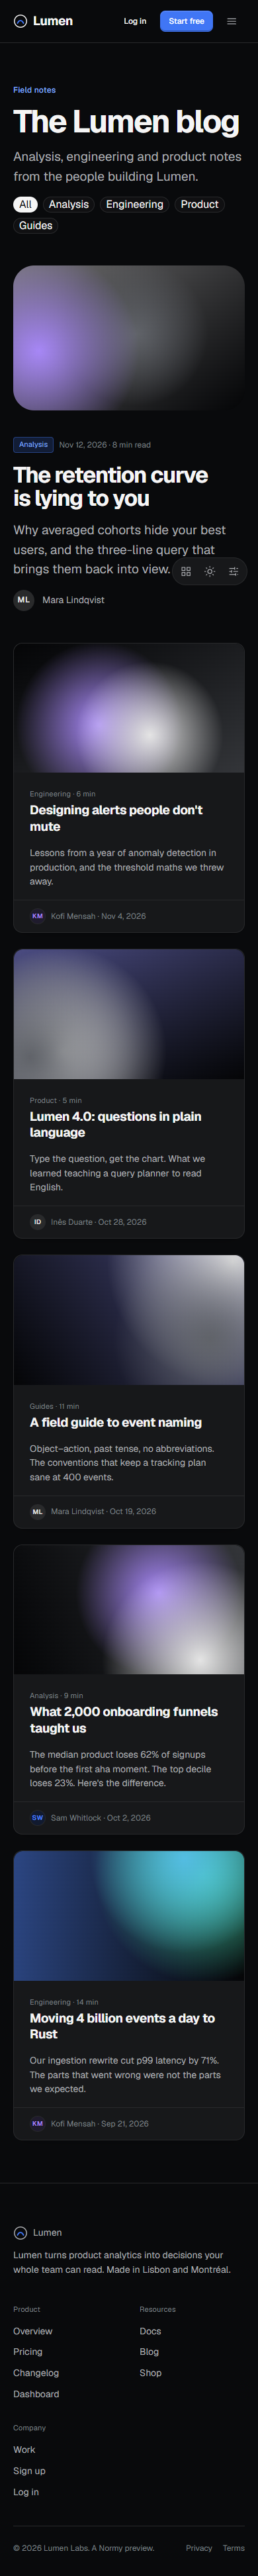 Lumen
Log in
Start free
Field notes
The Lumen blog
Analysis, engineering and product notes
from the people building Lumen.
All
Analysis
Engineering
Product
Guides
Analysis
Nov 12, 2026 · 8 min read
The retention curve
is lying to you
Why averaged cohorts hide your best
users, and the three-line query that
brings them back into view.
ML
Mara Lindqvist
Engineering · 6 min
Designing alerts people don't
mute
Lessons from a year of anomaly detection in
production, and the threshold maths we threw
away.
KM
Kofi Mensah · Nov 4, 2026
Product · 5 min
Lumen 4.0: questions in plain
language
Type the question, get the chart. What we
learned teaching a query planner to read
English.
ID
Inês Duarte · Oct 28, 2026
Guides · 11 min
A field guide to event naming
Object–action, past tense, no abbreviations.
The conventions that keep a tracking plan
sane at 400 events.
ML
Mara Lindqvist · Oct 19, 2026
Analysis · 9 min
What 2,000 onboarding funnels
taught us
The median product loses 62% of signups
before the first aha moment. The top decile
loses 23%. Here's the difference.
SW
Sam Whitlock · Oct 2, 2026
Engineering · 14 min
Moving 4 billion events a day to
Rust
Our ingestion rewrite cut p99 latency by 71%.
The parts that went wrong were not the parts
we expected.
KM
Kofi Mensah · Sep 21, 2026
Lumen
Lumen turns product analytics into decisions your
whole team can read. Made in Lisbon and Montréal.
Product
Overview
Pricing
Changelog
Dashboard
Resources
Docs
Blog
Shop
Company
Work
Sign up
Log in
© 2026 Lumen Labs. A Normy preview.
Privacy
Terms